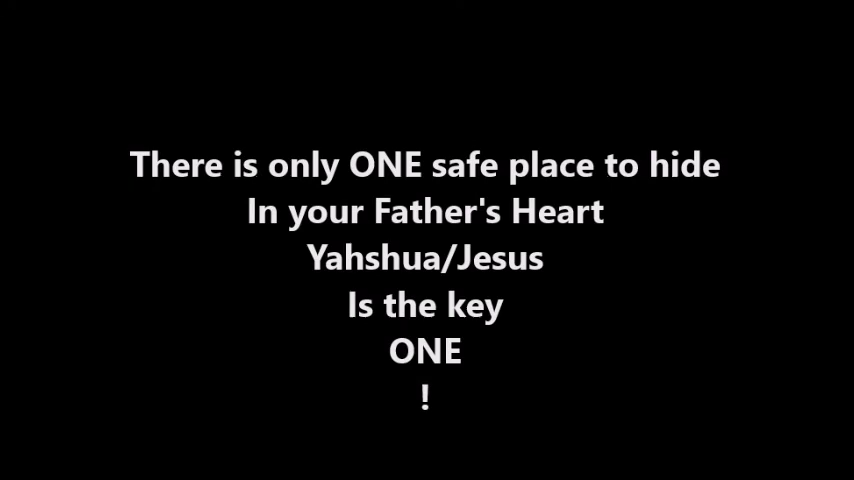 There is only ONE safe place to hide
In your Father's Heart
Yahshua/Jesus
Is the key
ONE
!